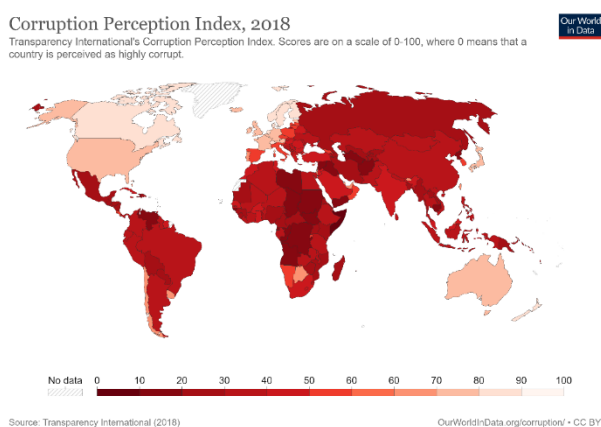 Corruption Perception Index, 2018
Our World
in Data
Transparency International's Corruption Perception Index. Scores are on a scale of 0-100, where 0 means that a
country is perceived as highly corrupt.
No data 0 10 20 30 40 50 60 70 80 90 100
Source: Transparency International (2018) OurWorldInData.org/corruption/ • CC BY